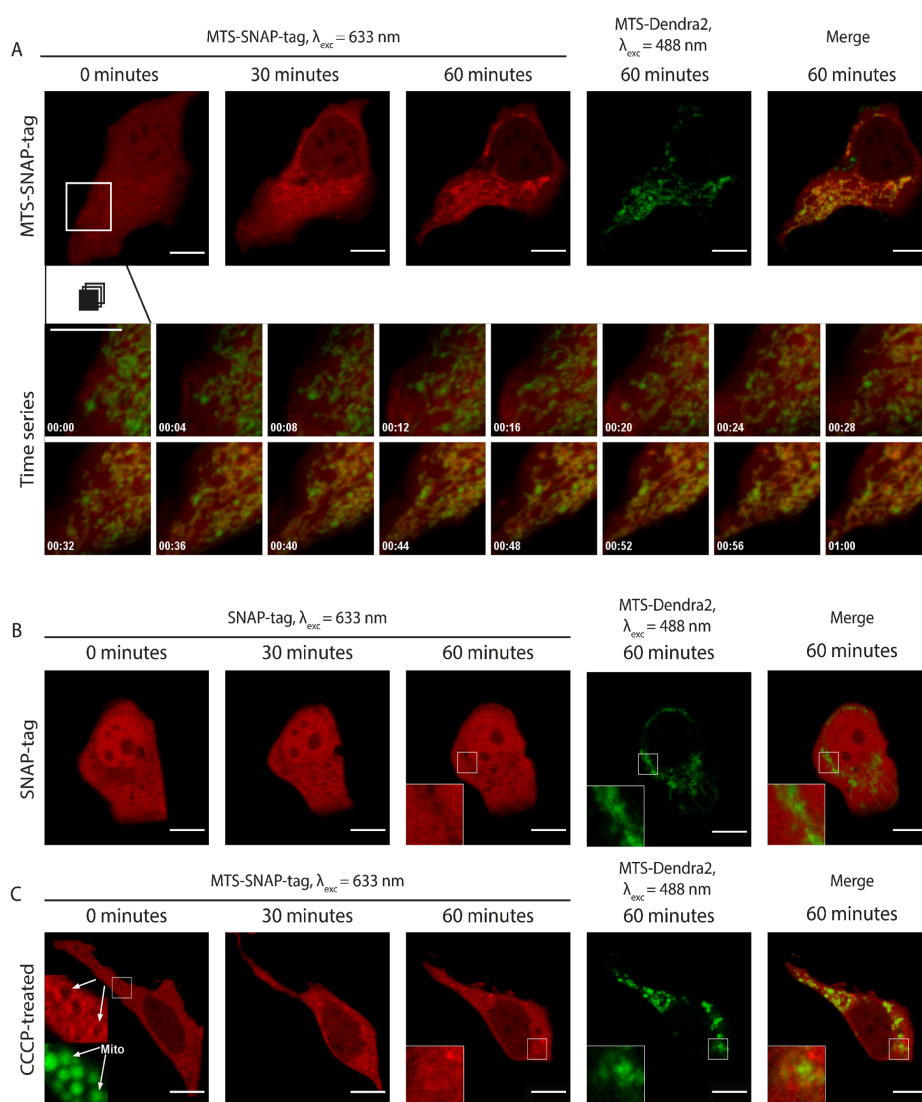 A
MTS-SNAP-tag, λexc = 633 nm
MTS-Dendra2,
λexc = 488 nm
Merge
0 minutes
30 minutes
60 minutes
60 minutes
60 minutes
MTS-SNAP-tag
Time series
00:00
00:04
00:08
00:12
00:16
00:20
00:24
00:28
00:32
00:36
00:40
00:44
00:48
00:52
00:56
01:00
B
SNAP-tag, λexc = 633 nm
MTS-Dendra2,
λexc = 488 nm
Merge
0 minutes
30 minutes
60 minutes
60 minutes
60 minutes
SNAP-tag
C
MTS-SNAP-tag, λexc = 633 nm
MTS-Dendra2,
λexc = 488 nm
Merge
0 minutes
30 minutes
60 minutes
60 minutes
60 minutes
CCCP-treated
Mito